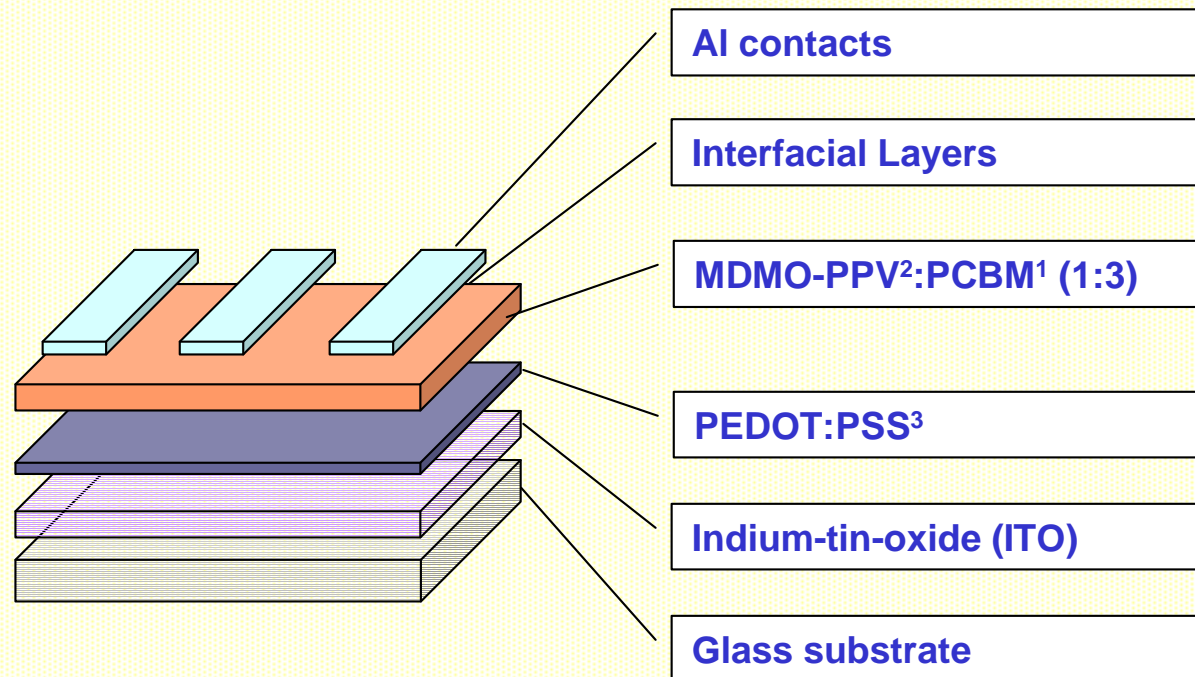 Al contacts
Interfacial Layers
MDMO-PPV²:PCBM¹ (1:3)
PEDOT:PSS³
Indium-tin-oxide (ITO)
Glass substrate